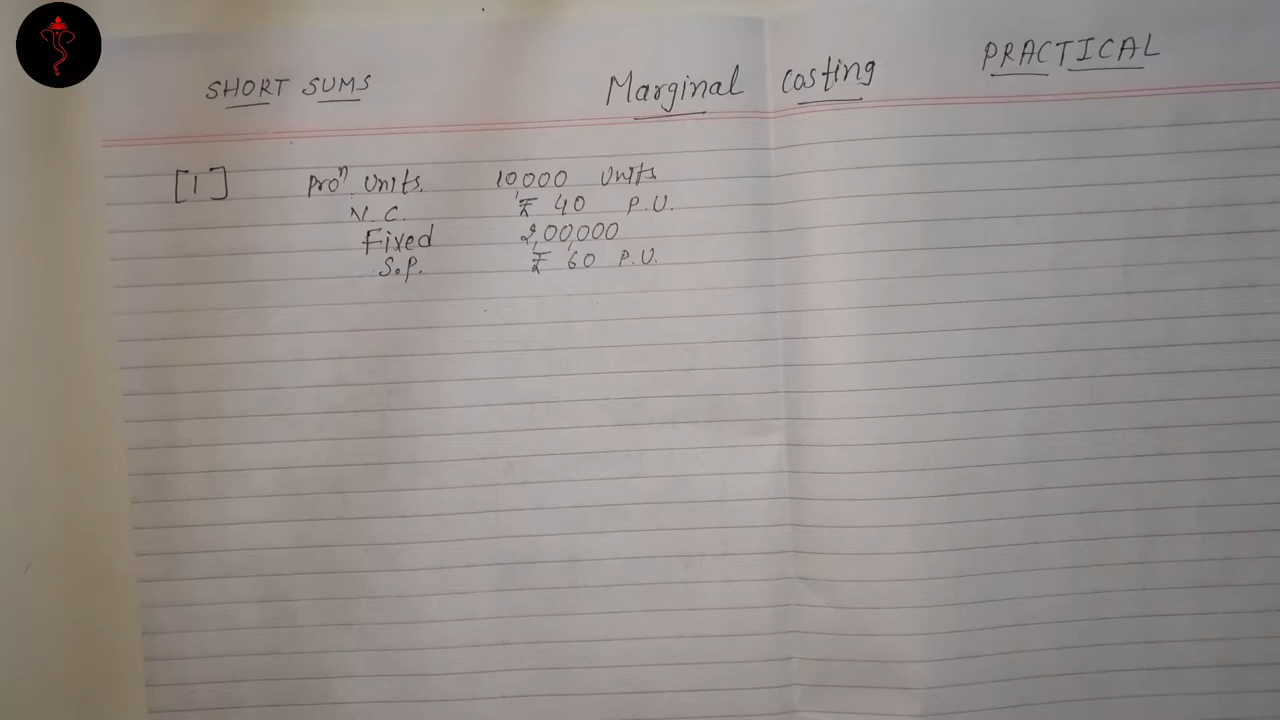 SHORT SUMS Marginal costing PRACTICAL
[1] Proⁿ Units. 10000 Units
V. C. ₹ 40 P.U.
Fixed 2,00,000
S.P. ₹ 60 P.U.